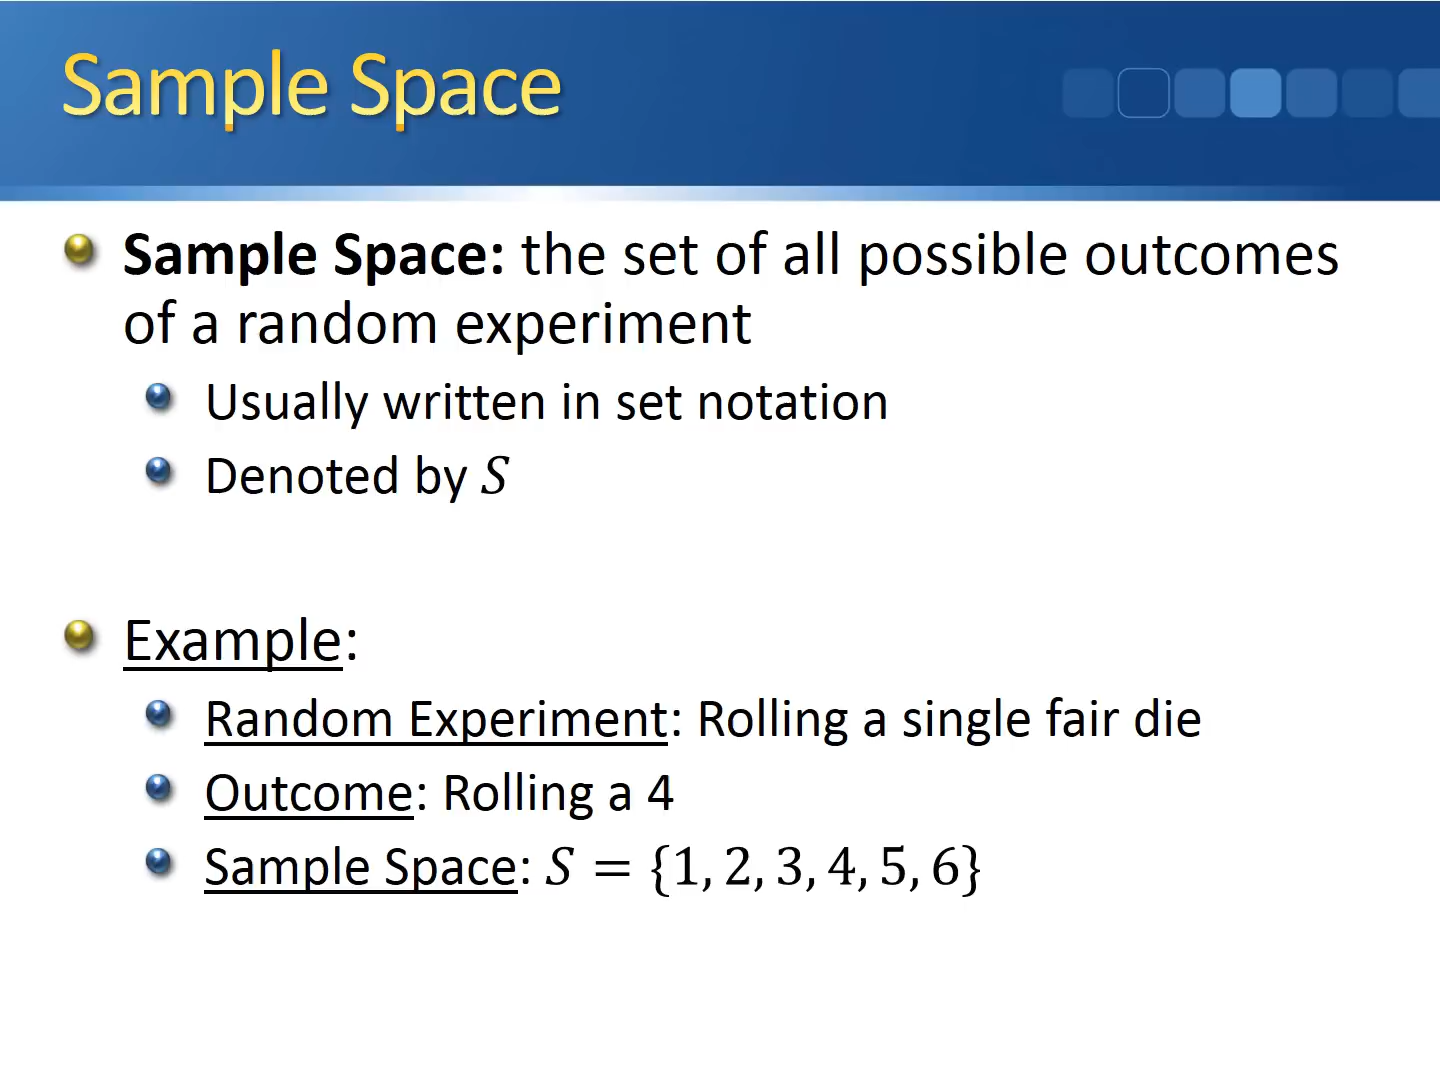 Sample Space
Sample Space: the set of all possible outcomes
of a random experiment
Usually written in set notation
Denoted by S
Example:
Random Experiment: Rolling a single fair die
Outcome: Rolling a 4
Sample Space: S = {1, 2, 3, 4, 5, 6}